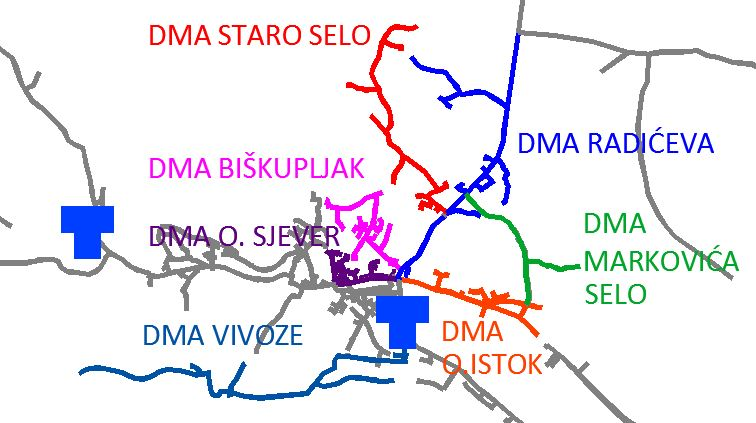 DMA STARO SELO
DMA RADIĆEVA
DMA BIŠKUPLJAK
DMA O. SJEVER
DMA
MARKOVIĆA
SELO
DMA VIVOZE
DMA
O.ISTOK